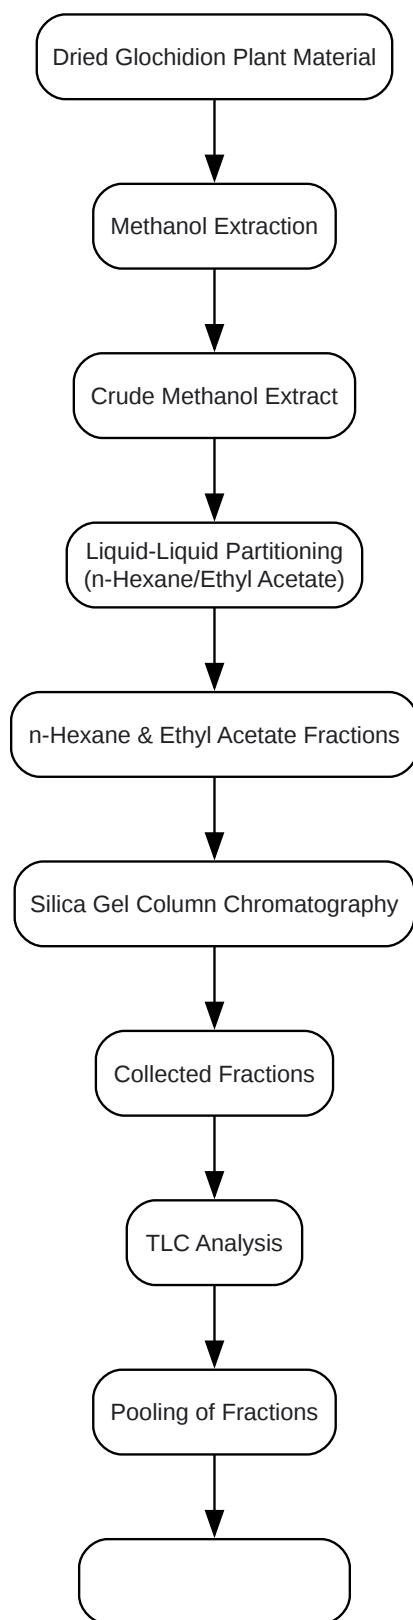 Dried Glochidion Plant Material
Methanol Extraction
Crude Methanol Extract
Liquid-Liquid Partitioning
(n-Hexane/Ethyl Acetate)
n-Hexane & Ethyl Acetate Fractions
Silica Gel Column Chromatography
Collected Fractions
TLC Analysis
Pooling of Fractions